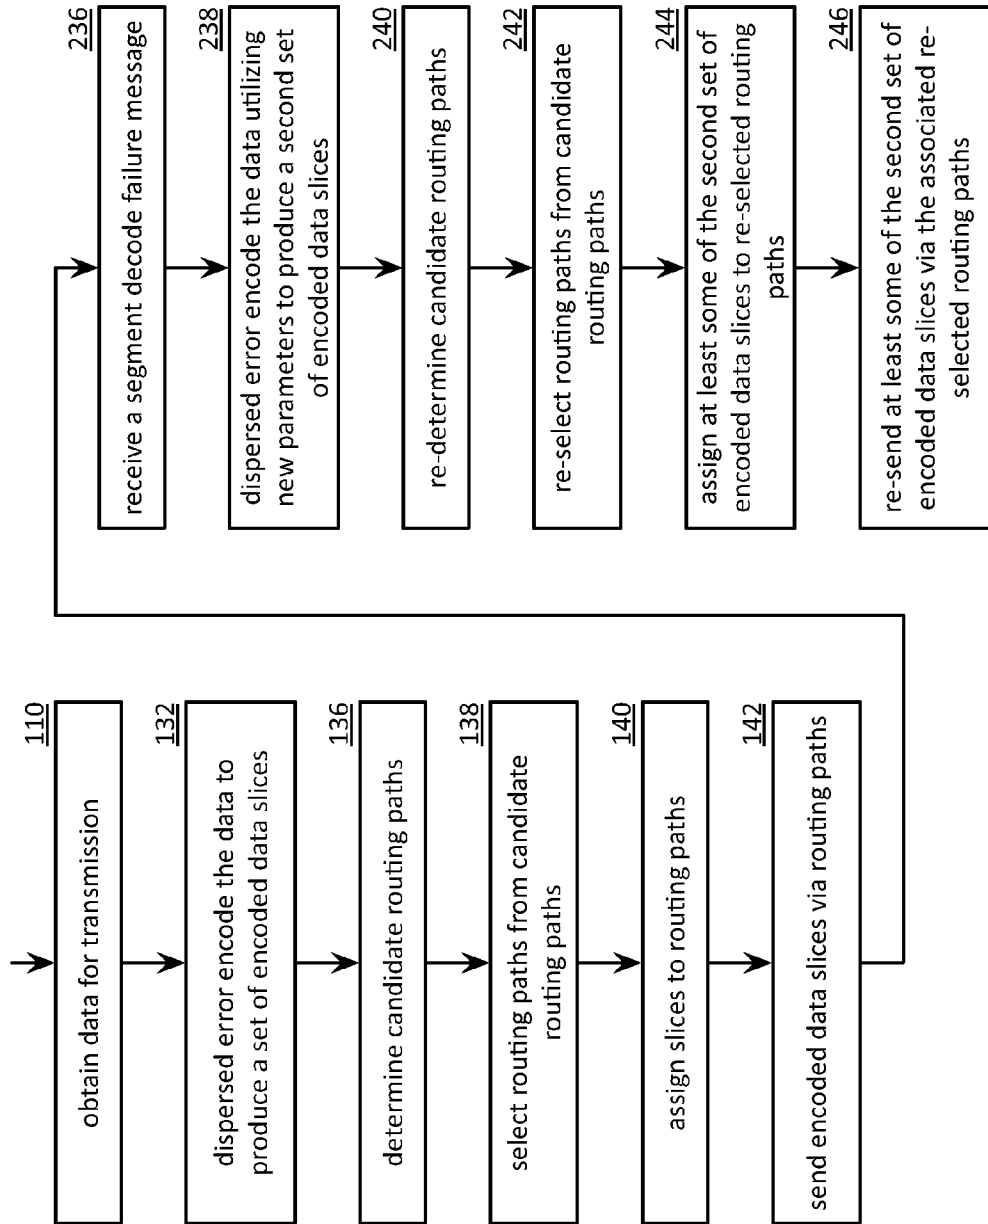 110
obtain data for transmission
132
dispersed error encode the data to
produce a set of encoded data slices
136
determine candidate routing paths
138
select routing paths from candidate
routing paths
140
assign slices to routing paths
142
send encoded data slices via routing paths
236
receive a segment decode failure message
238
dispersed error encode the data utilizing
new parameters to produce a second set
of encoded data slices
240
re-determine candidate routing paths
242
re-select routing paths from candidate
routing paths
244
assign at least some of the second set of
encoded data slices to re-selected routing
paths
246
re-send at least some of the second set of
encoded data slices via the associated re-
selected routing paths